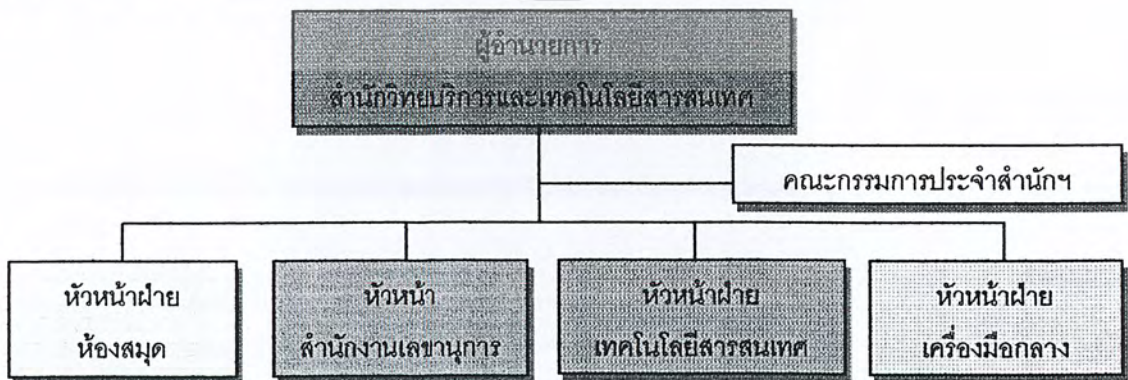 ผู้อำนวยการ
สำนักวิทยบริการและเทคโนโลยีสารสนเทศ
คณะกรรมการประจำสำนักฯ
หัวหน้าฝ่าย
ห้องสมุด
หัวหน้า
สำนักงานเลขานุการ
หัวหน้าฝ่าย
เทคโนโลยีสารสนเทศ
หัวหน้าฝ่าย
เครื่องมือกลาง